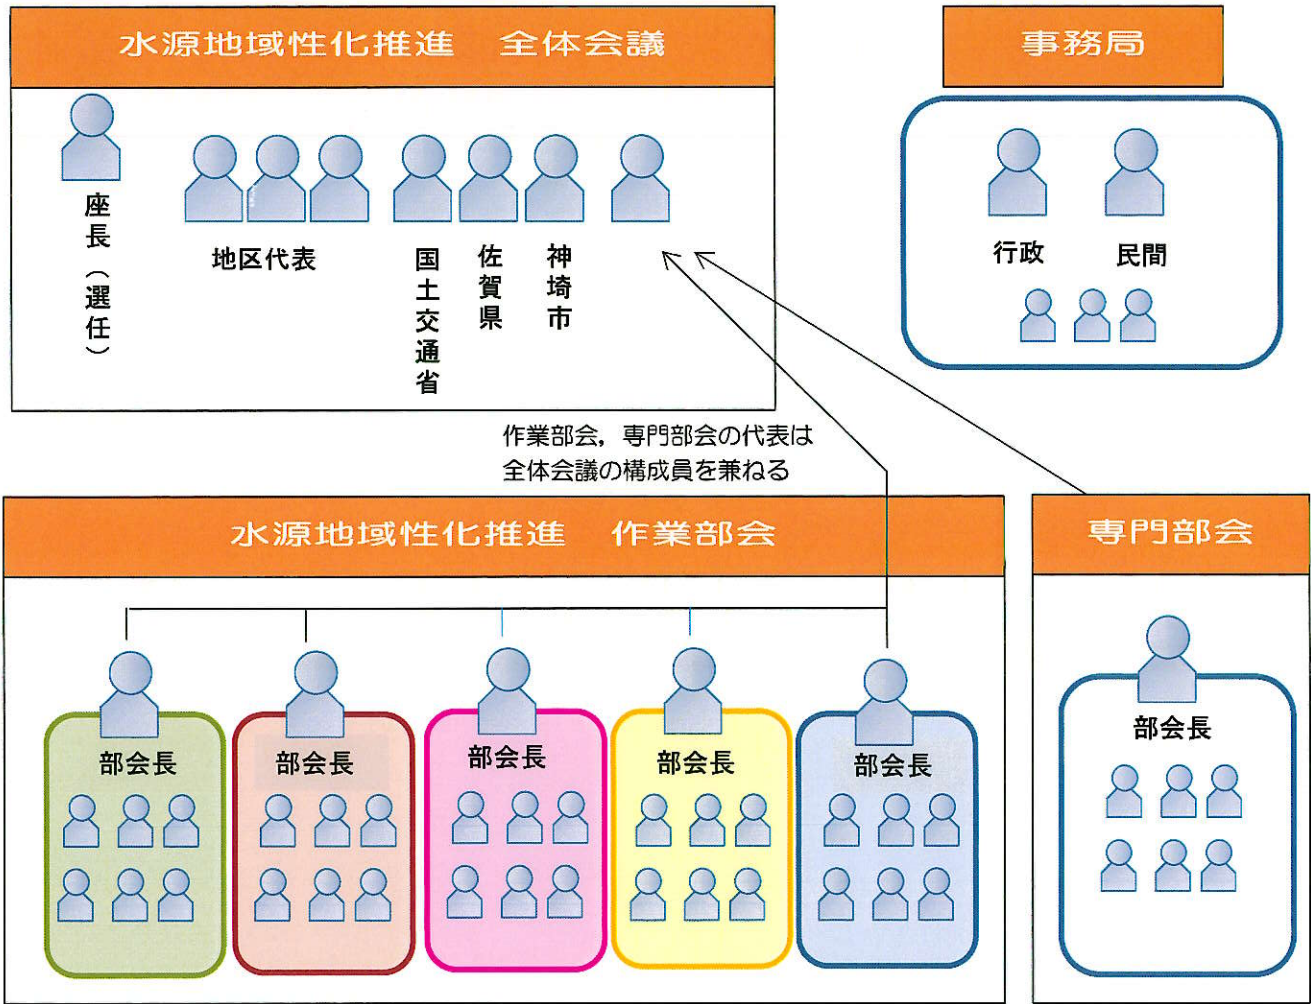 水源地域性化推進　全体会議
座長（選任）
地区代表
国土交通省
佐賀県
神埼市
事務局
行政
民間
作業部会，専門部会の代表は
全体会議の構成員を兼ねる
水源地域性化推進　作業部会
部会長
部会長
部会長
部会長
部会長
専門部会
部会長